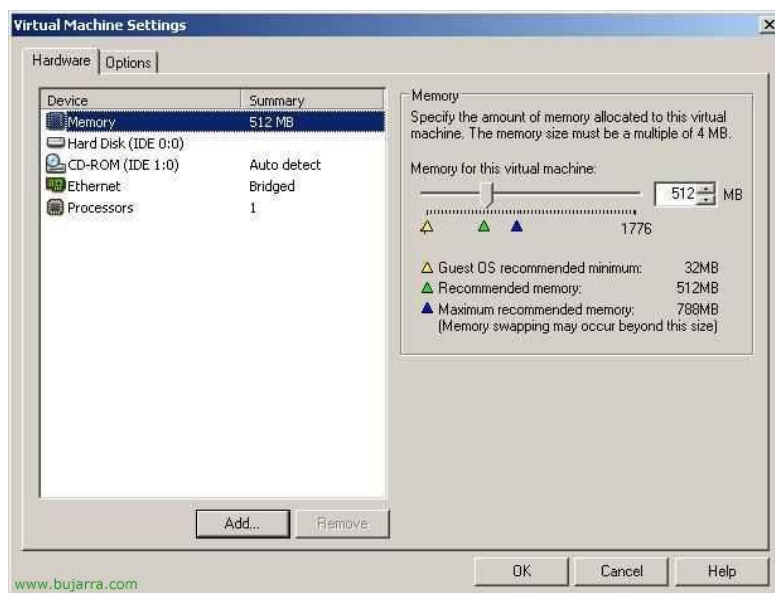 Virtual Machine Settings
Hardware Options
Device Summary
Memory 512 MB
Hard Disk (IDE 0:0)
CD-ROM (IDE 1:0) Auto detect
Ethernet Bridged
Processors 1
Add... Remove
Memory
Specify the amount of memory allocated to this virtual
machine. The memory size must be a multiple of 4 MB.
Memory for this virtual machine:
512 MB
1776
Guest OS recommended minimum: 32MB
Recommended memory: 512MB
Maximum recommended memory: 788MB
(Memory swapping may occur beyond this size)
OK Cancel Help
www.bujarra.com